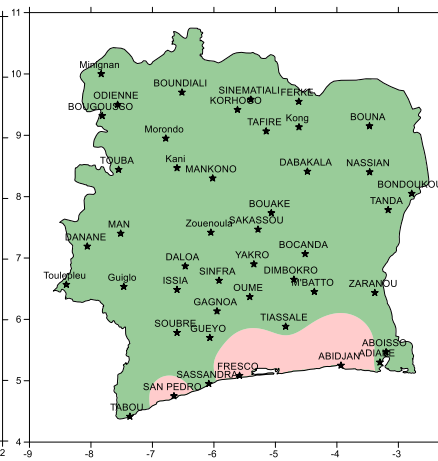 11
Minignan
10
BOUNDIALI
ODIENNE
SINEMATIALI
FERKE
BOUGOUSSO
KORHOGO
BOUNA
TAFIRE
Kong
9
Morondo
TOUBA
Kani
MANKONO
DABAKALA
NASSIAN
BONDOUKOU
8
TANDA
BOUAKE
MAN
Zouenoula
SAKASSOU
DANANE
BOCANDA
7
DALOA
YAKRO
Toulepleu
Guiglo
ISSIA
SINFRA
DIMBOKRO
M'BATTO
ZARANOU
OUME
GAGNOA
6
SOUBRE
GUEYO
TIASSALE
ABOISSO
ABIDJAN
ADIAKE
FRESCO
SASSANDRA
5
SAN PEDRO
TABOU
4
2
-9 -8 -7 -6 -5 -4 -3